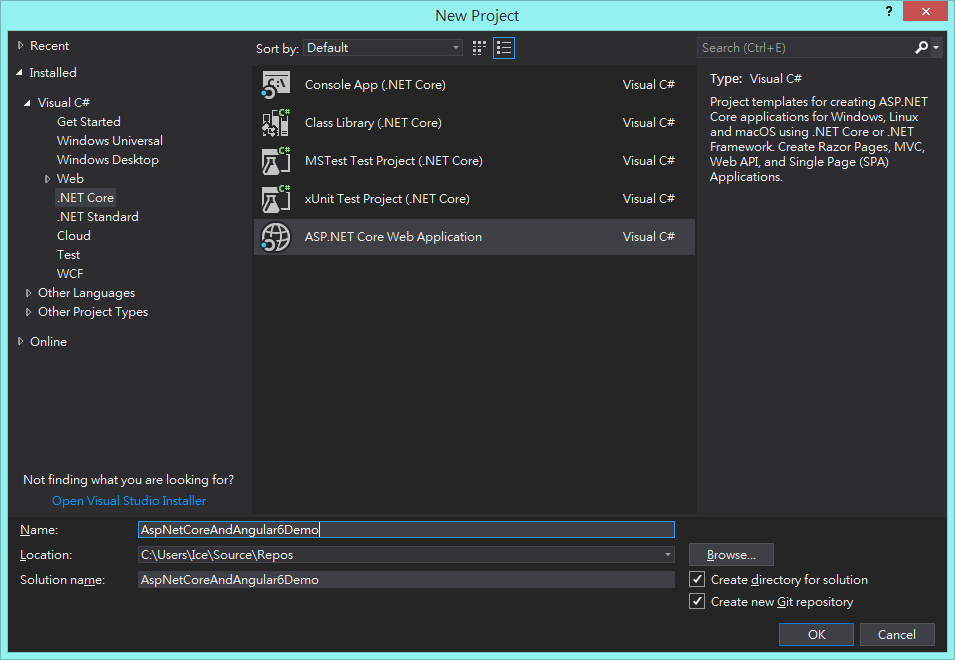 New Project
?
Recent
Installed
Visual C#
Get Started
Windows Universal
Windows Desktop
Web
.NET Core
.NET Standard
Cloud
Test
WCF
Other Languages
Other Project Types
Online
Not finding what you are looking for?
Open Visual Studio Installer
Sort by: Default
Console App (.NET Core) Visual C#
Class Library (.NET Core) Visual C#
MSTest Test Project (.NET Core) Visual C#
xUnit Test Project (.NET Core) Visual C#
ASP.NET Core Web Application Visual C#
Search (Ctrl+E)
Type: Visual C#
Project templates for creating ASP.NET
Core applications for Windows, Linux
and macOS using .NET Core or .NET
Framework. Create Razor Pages, MVC,
Web API, and Single Page (SPA)
Applications.
Name: AspNetCoreAndAngular6Demo
Location: C:\Users\Ice\Source\Repos
Browse...
Solution name: AspNetCoreAndAngular6Demo
Create directory for solution
Create new Git repository
OK
Cancel